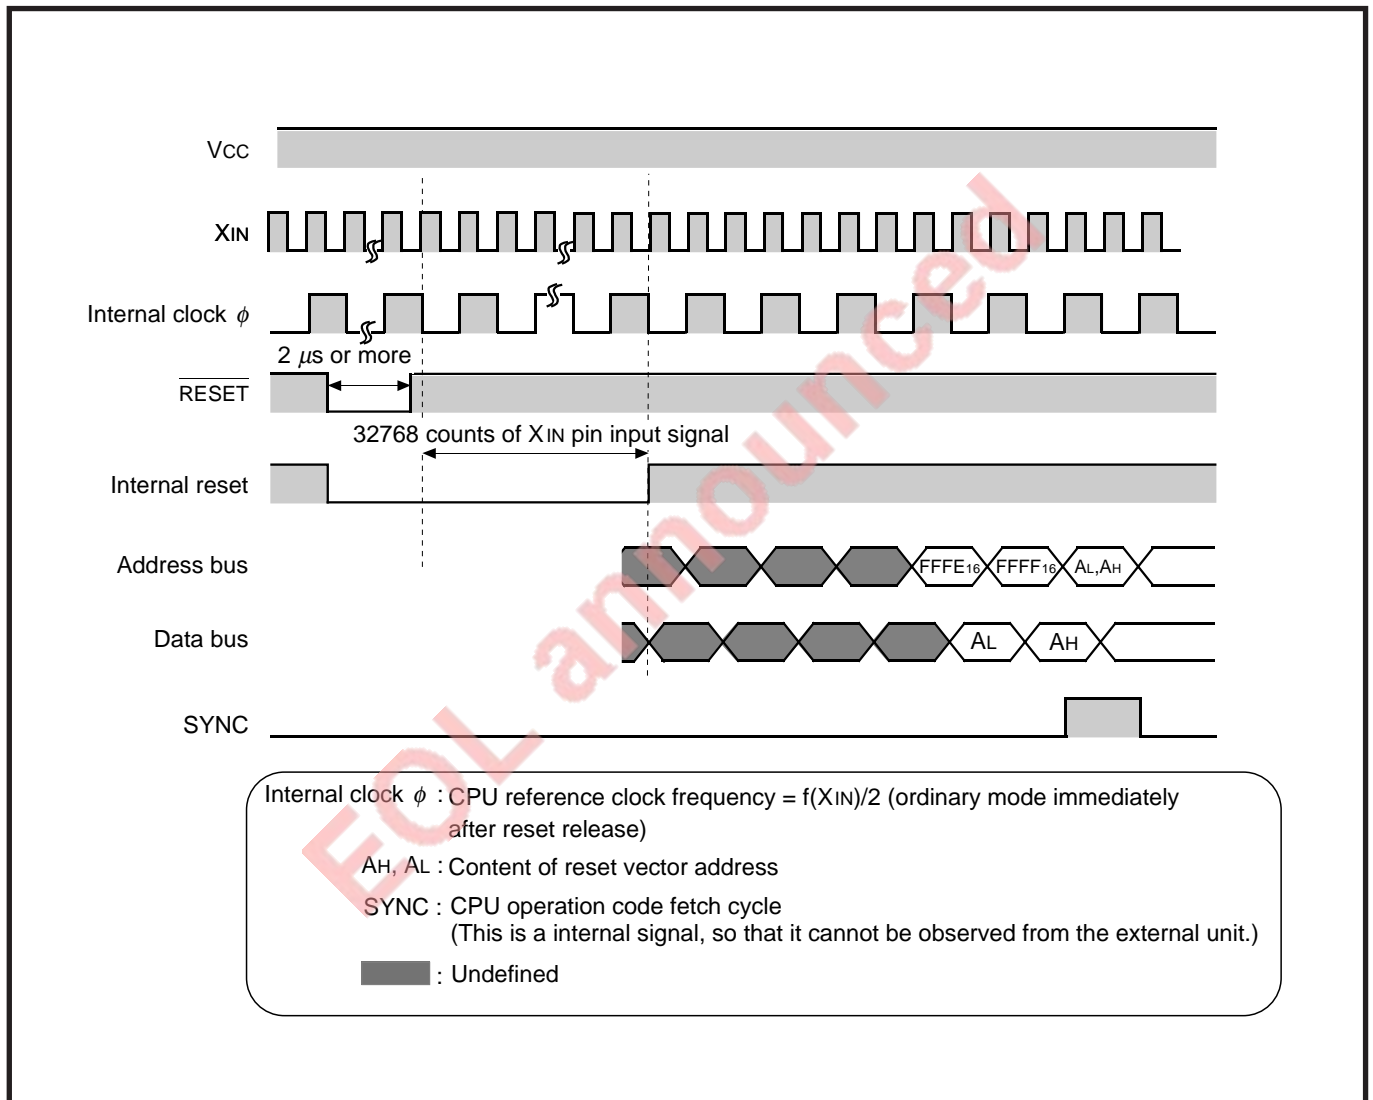 Vcc
XIN
Internal clock φ
2 μs or more
RESET
32768 counts of XIN pin input signal
Internal reset
Address bus
FFFE16
FFFF16
AL,AH
Data bus
AL
AH
SYNC
Internal clock φ : CPU reference clock frequency = f(XIN)/2 (ordinary mode immediately
after reset release)
AH, AL : Content of reset vector address
SYNC : CPU operation code fetch cycle
(This is a internal signal, so that it cannot be observed from the external unit.)
: Undefined
EOL announced